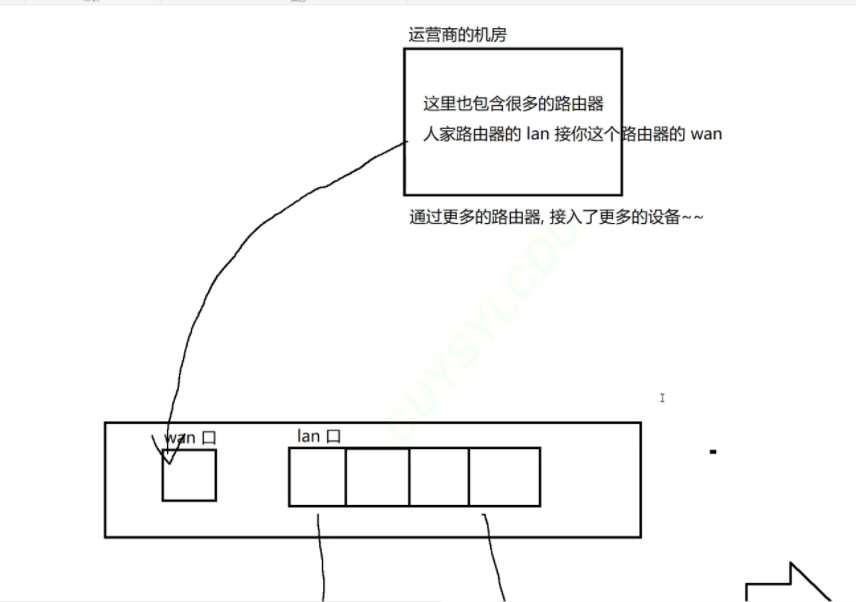 运营商的机房
这里也包含很多的路由器
人家路由器的 lan 接你这个路由器的 wan
通过更多的路由器, 接入了更多的设备~~
wan 口
lan 口